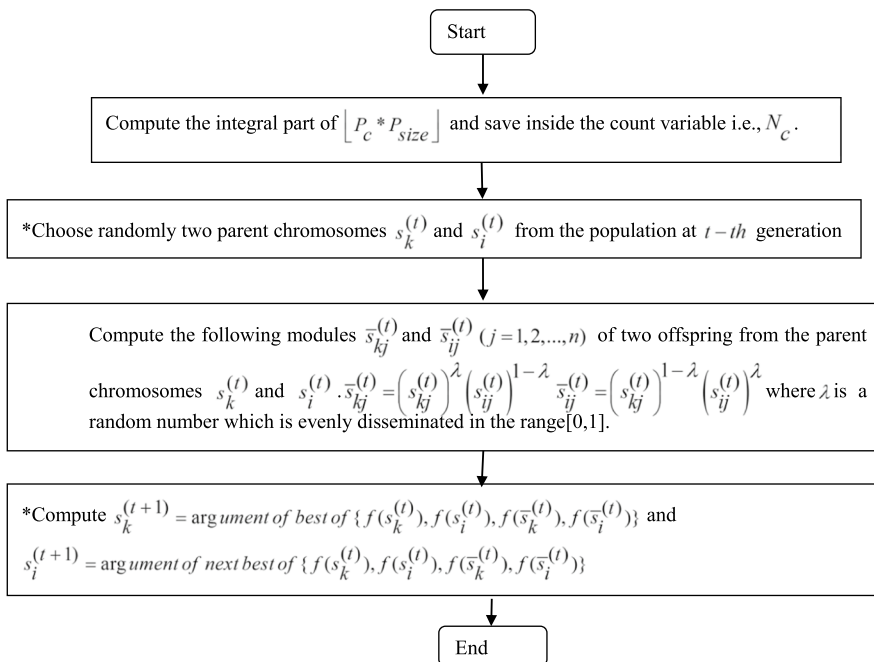 Start
Compute the integral part of ⌊P_c * P_size⌋ and save inside the count variable i.e., N_c.
*Choose randomly two parent chromosomes s_k^(t) and s_i^(t) from the population at t − th generation
Compute the following modules s̄_kj^(t) and s̄_ij^(t) (j = 1,2,...,n) of two offspring from the parent
chromosomes s_k^(t) and s_i^(t) . s̄_kj^(t) = (s_kj^(t))^λ (s_ij^(t))^(1−λ) s̄_ij^(t) = (s_kj^(t))^(1−λ) (s_ij^(t))^λ where λ is a
random number which is evenly disseminated in the range[0,1].
*Compute s_k^(t+1) = argument of best of {f(s_k^(t)), f(s_i^(t)), f(s̄_k^(t)), f(s̄_i^(t))} and
s_i^(t+1) = argument of next best of {f(s_k^(t)), f(s_i^(t)), f(s̄_k^(t)), f(s̄_i^(t))}
End